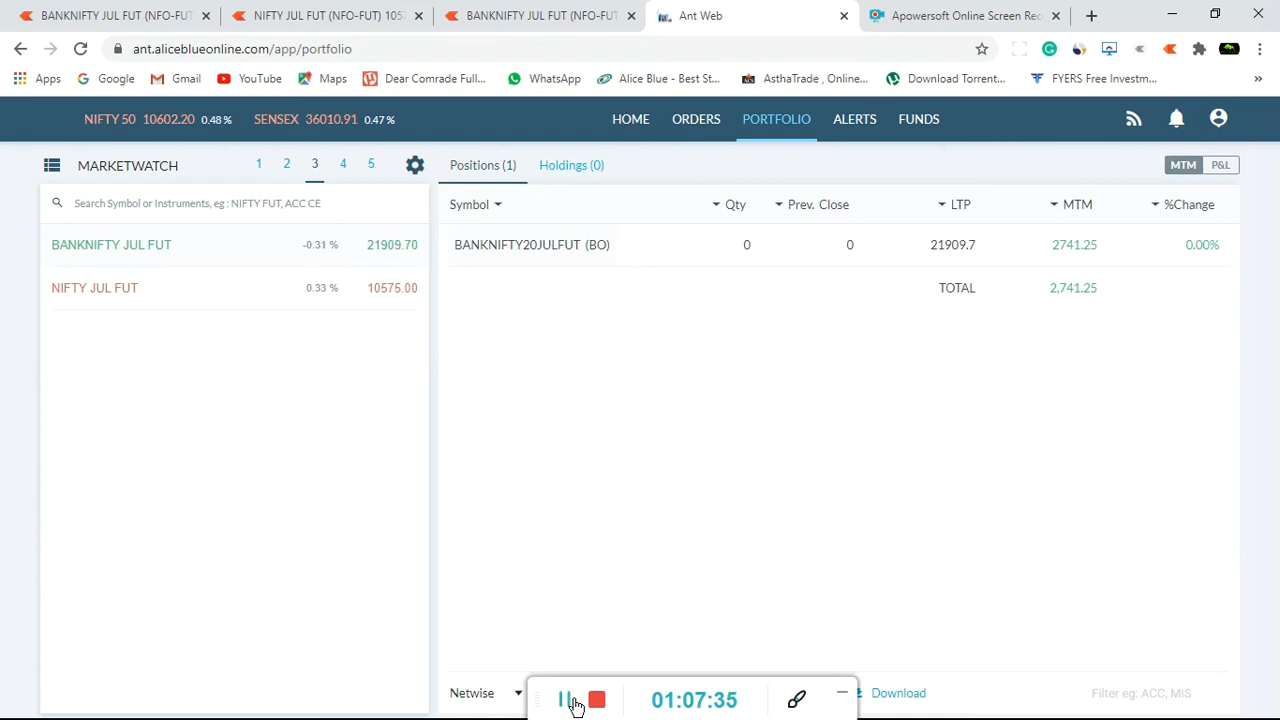 BANKNIFTY JUL FUT (NFO-FUT
NIFTY JUL FUT (NFO-FUT) 1057
BANKNIFTY JUL FUT (NFO-FUT
Ant Web
Apowersoft Online Screen Rec
ant.aliceblueonline.com/app/portfolio
Apps Google Gmail YouTube Maps Dear Comrade Full... WhatsApp Alice Blue - Best St... AsthaTrade , Online... Download Torrent... FYERS Free Investm...
NIFTY 50 10602.20 0.48 % SENSEX 36010.91 0.47 % HOME ORDERS PORTFOLIO ALERTS FUNDS
MARKETWATCH 1 2 3 4 5
Positions (1) Holdings (0) MTM P&L
Search Symbol or Instruments, eg : NIFTY FUT, ACC CE
Symbol Qty Prev. Close LTP MTM %Change
BANKNIFTY JUL FUT -0.31 % 21909.70
BANKNIFTY20JULFUT (BO) 0 0 21909.7 2741.25 0.00%
NIFTY JUL FUT 0.33 % 10575.00
TOTAL 2,741.25
Netwise 01:07:35 Download Filter eg: ACC, MIS